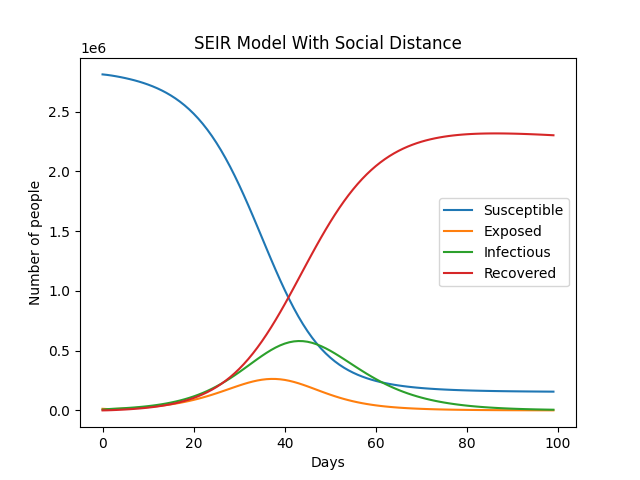 SEIR Model With Social Distance
1e6
2.5
2.0
1.5
1.0
0.5
0.0
Number of people
Susceptible
Exposed
Infectious
Recovered
0 20 40 60 80 100
Days